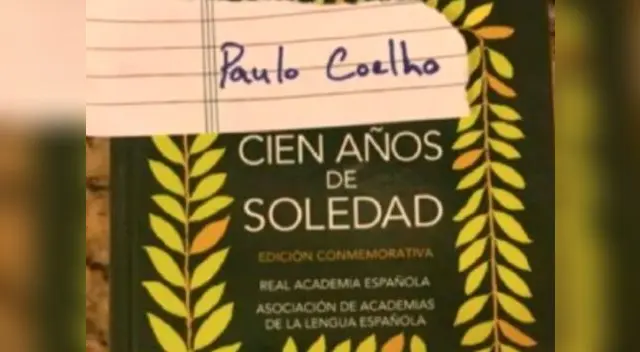 Paulo Coelho
CIEN AÑOS
DE
SOLEDAD
EDICIÓN CONMEMORATIVA
REAL ACADEMIA ESPAÑOLA
ASOCIACIÓN DE ACADEMIAS
DE LA LENGUA ESPAÑOLA